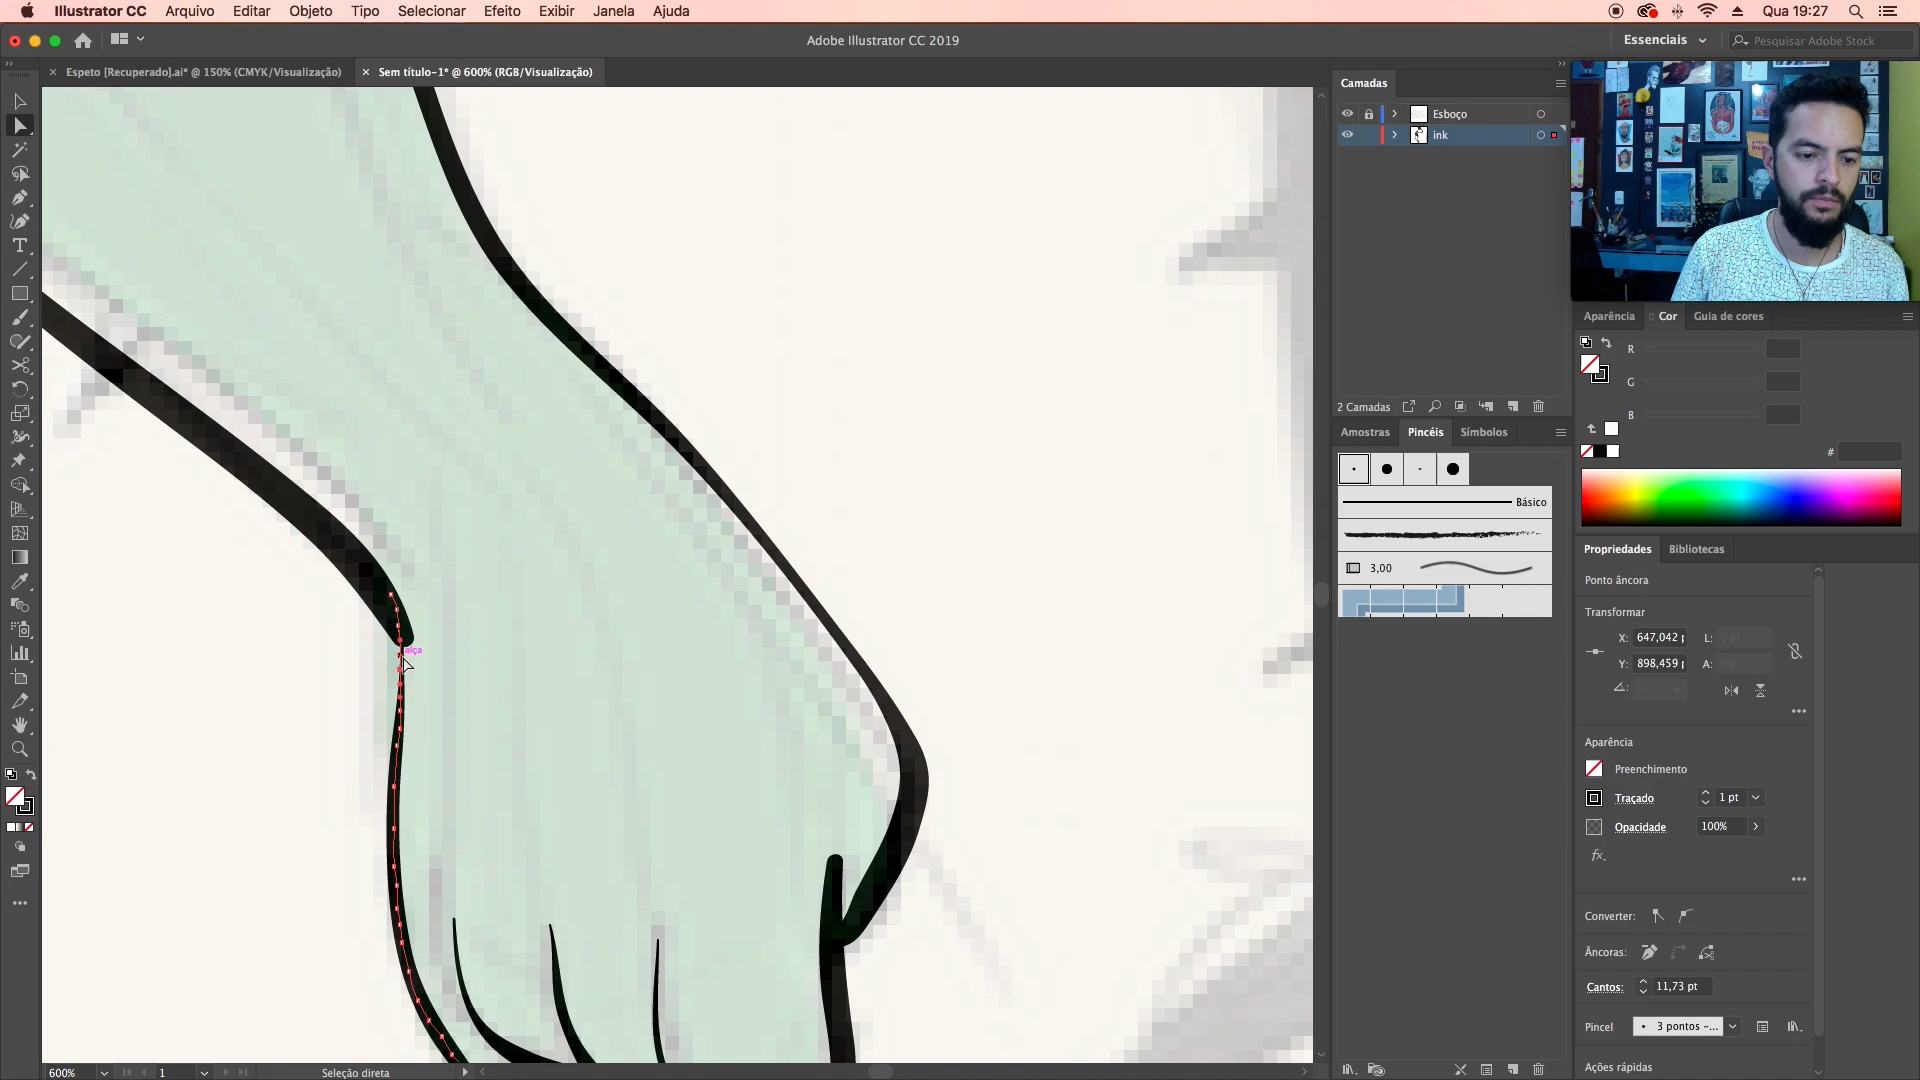 Illustrator CC Arquivo Editar Objeto Tipo Selecionar Efeito Exibir Janela Ajuda Qua 19:27
Adobe Illustrator CC 2019 Essenciais Pesquisar Adobe Stock
× Espeto [Recuperado].ai* @ 150% (CMYK/Visualização) × Sem título-1* @ 600% (RGB/Visualização)
Camadas
Esboço
ink
Aparência Cor Guia de cores
R
G
B
#
2 Camadas
Amostras Pincéis Símbolos
Básico
3,00
Propriedades Bibliotecas
Ponto âncora
Transformar
X: 647,042 L: 0 pt
Y: 898,459 A: 0 pt
alça
Aparência
Preenchimento
Traçado 1 pt
Opacidade 100%
fx.
Converter:
Âncoras:
Cantos: 11,73 pt
Pincel 3 pontos -...
Ações rápidas
600% 1 Seleção direta